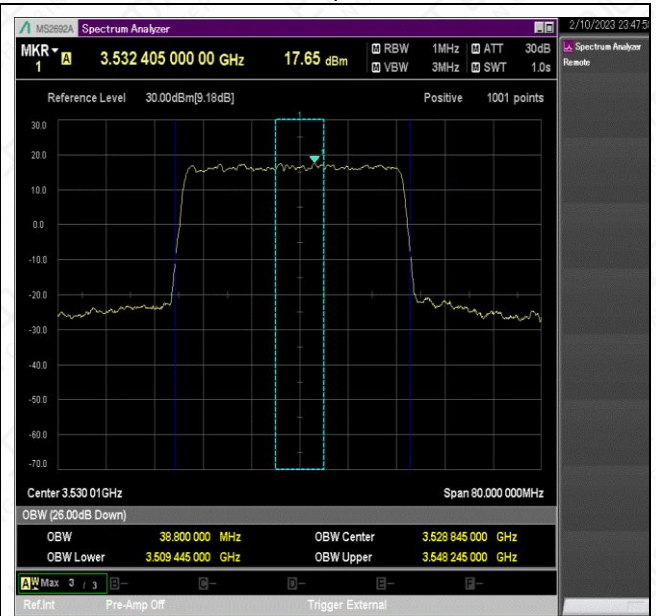 MS2692A Spectrum Analyzer
2/10/2023 23:47:5
MKR A 3.532 405 000 00 GHz 17.65 dBm M RBW 1MHz M ATT 30dB
1 M VBW 3MHz M SWT 1.0s
Spectrum Analyzer
Remote
Reference Level 30.00dBm[9.18dB] Positive 1001 points
1
30.0
20.0
10.0
0.0
-10.0
-20.0
-30.0
-40.0
-50.0
-60.0
-70.0
Center 3.530 01GHz Span 80.000 000MHz
OBW (26.00dB Down)
OBW 38.800 000 MHz OBW Center 3.528 845 000 GHz
OBW Lower 3.509 445 000 GHz OBW Upper 3.548 245 000 GHz
A W Max 3 / 3 B- C- D- E- F-
Ref.Int Pre-Amp Off Trigger External